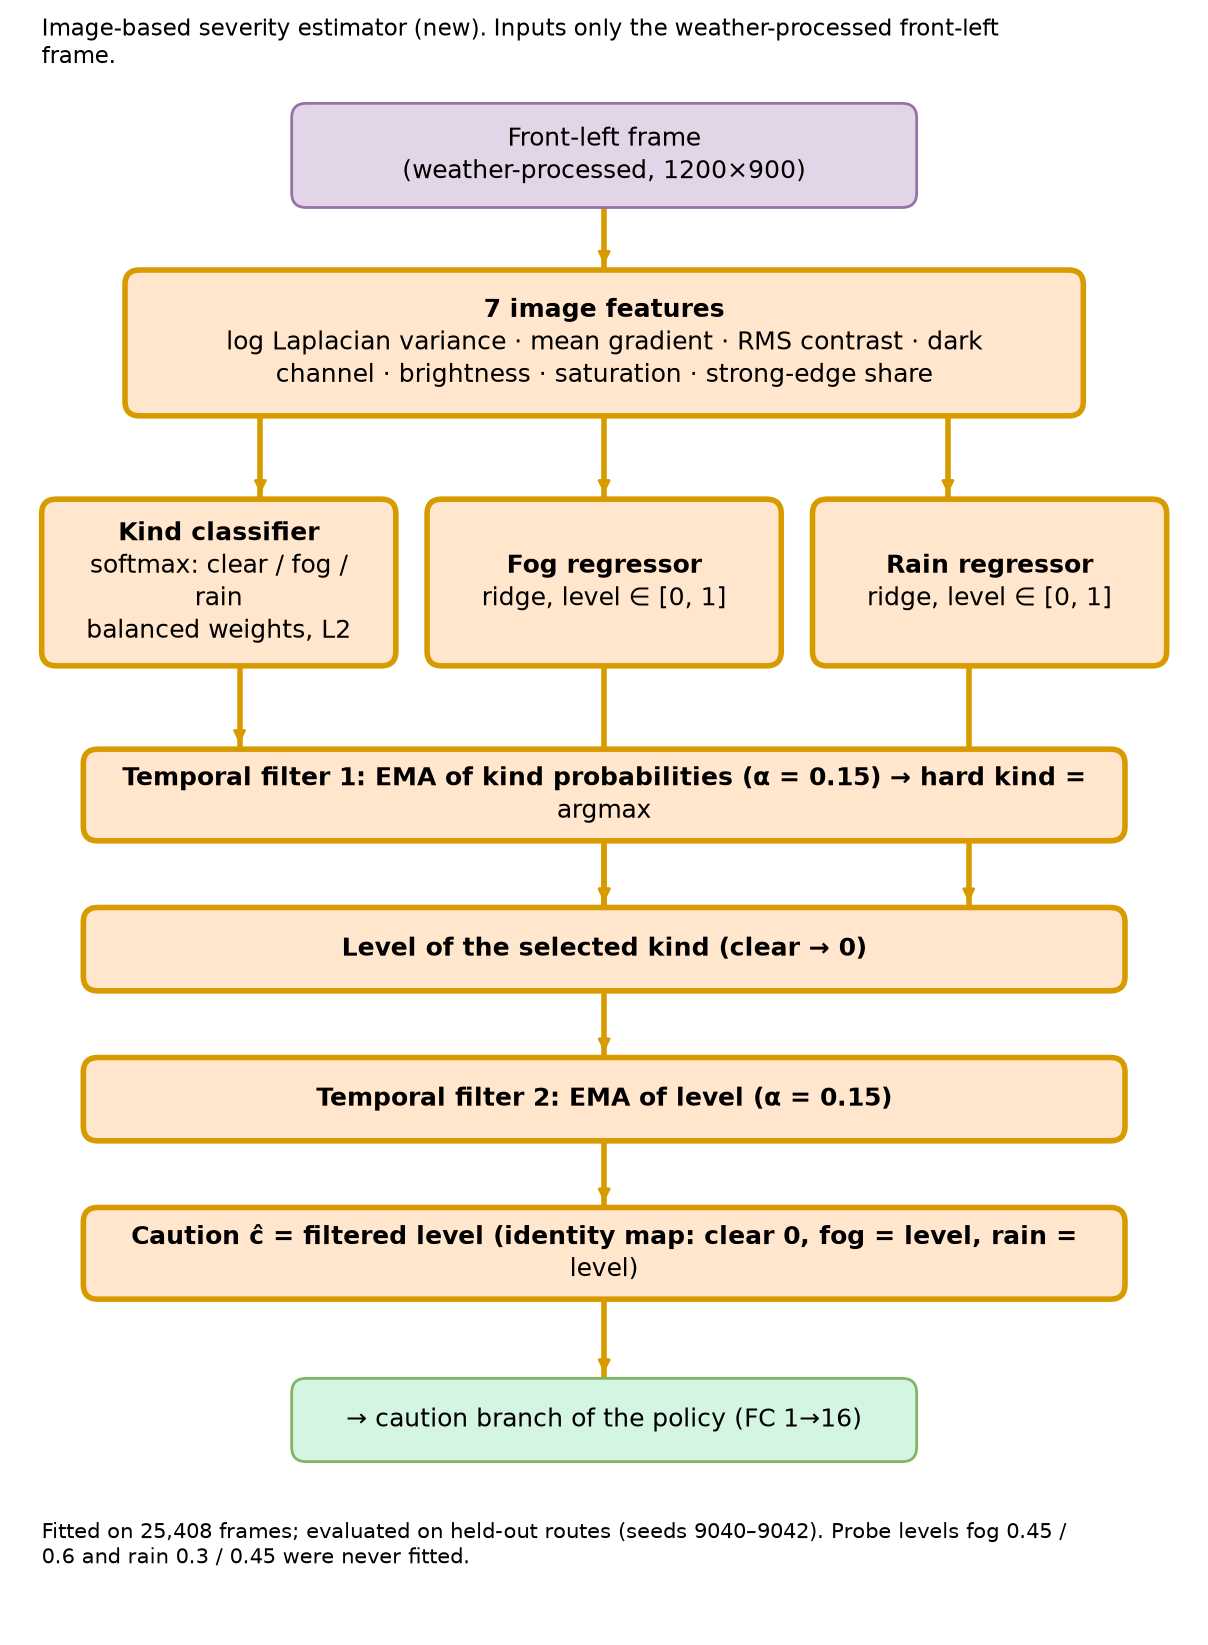 Image-based severity estimator (new). Inputs only the weather-processed front-left
frame.
Front-left frame
(weather-processed, 1200×900)
7 image features
log Laplacian variance · mean gradient · RMS contrast · dark
channel · brightness · saturation · strong-edge share
Kind classifier
softmax: clear / fog /
rain
balanced weights, L2
Fog regressor
ridge, level ∈ [0, 1]
Rain regressor
ridge, level ∈ [0, 1]
Temporal filter 1: EMA of kind probabilities (α = 0.15) → hard kind =
argmax
Level of the selected kind (clear → 0)
Temporal filter 2: EMA of level (α = 0.15)
Caution ĉ = filtered level (identity map: clear 0, fog = level, rain =
level)
→ caution branch of the policy (FC 1→16)
Fitted on 25,408 frames; evaluated on held-out routes (seeds 9040–9042). Probe levels fog 0.45 /
0.6 and rain 0.3 / 0.45 were never fitted.